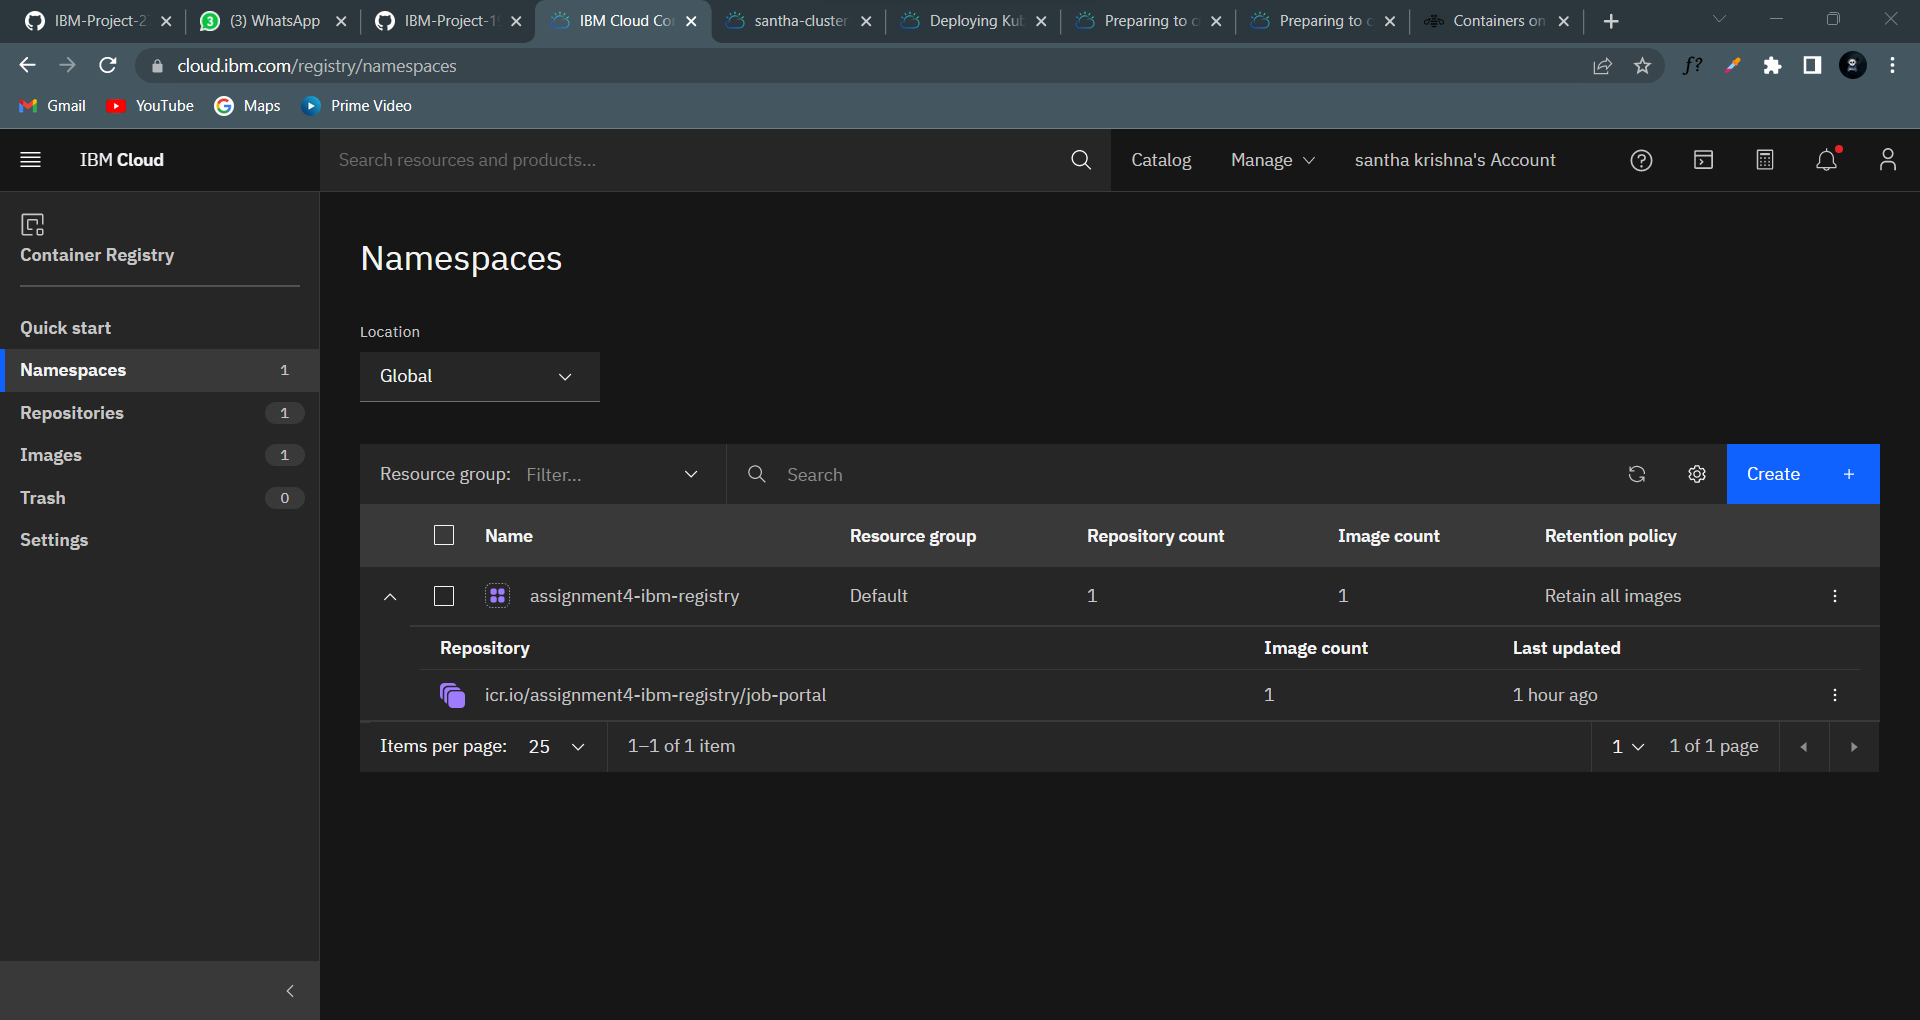 IBM-Project-2
(3) WhatsApp
IBM-Project-19
IBM Cloud Co
santha-cluster
Deploying Kub
Preparing to c
Preparing to c
Containers on
cloud.ibm.com/registry/namespaces
f?
Gmail
YouTube
Maps
Prime Video
IBM Cloud
Search resources and products...
Catalog
Manage
santha krishna's Account
Container Registry
Quick start
Namespaces 1
Repositories 1
Images 1
Trash 0
Settings
Namespaces
Location
Global
Resource group: Filter...
Search
Create +
Name Resource group Repository count Image count Retention policy
assignment4-ibm-registry Default 1 1 Retain all images
Repository Image count Last updated
icr.io/assignment4-ibm-registry/job-portal 1 1 hour ago
Items per page: 25 1–1 of 1 item 1 1 of 1 page